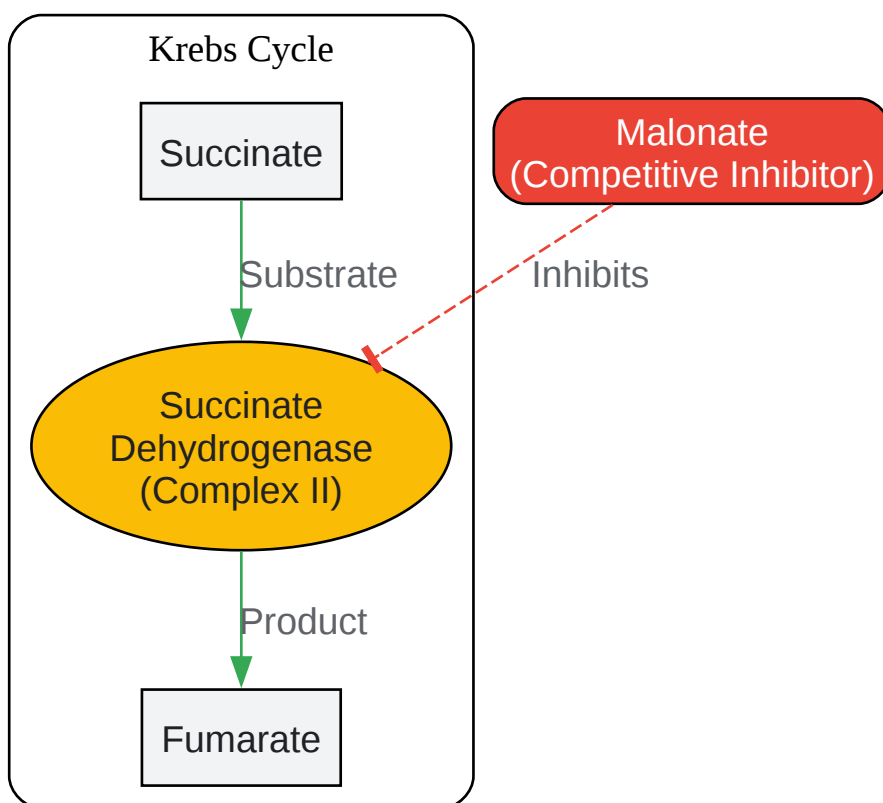 Krebs Cycle
Succinate
Malonate
(Competitive Inhibitor)
Substrate
Inhibits
Succinate
Dehydrogenase
(Complex II)
Product
Fumarate